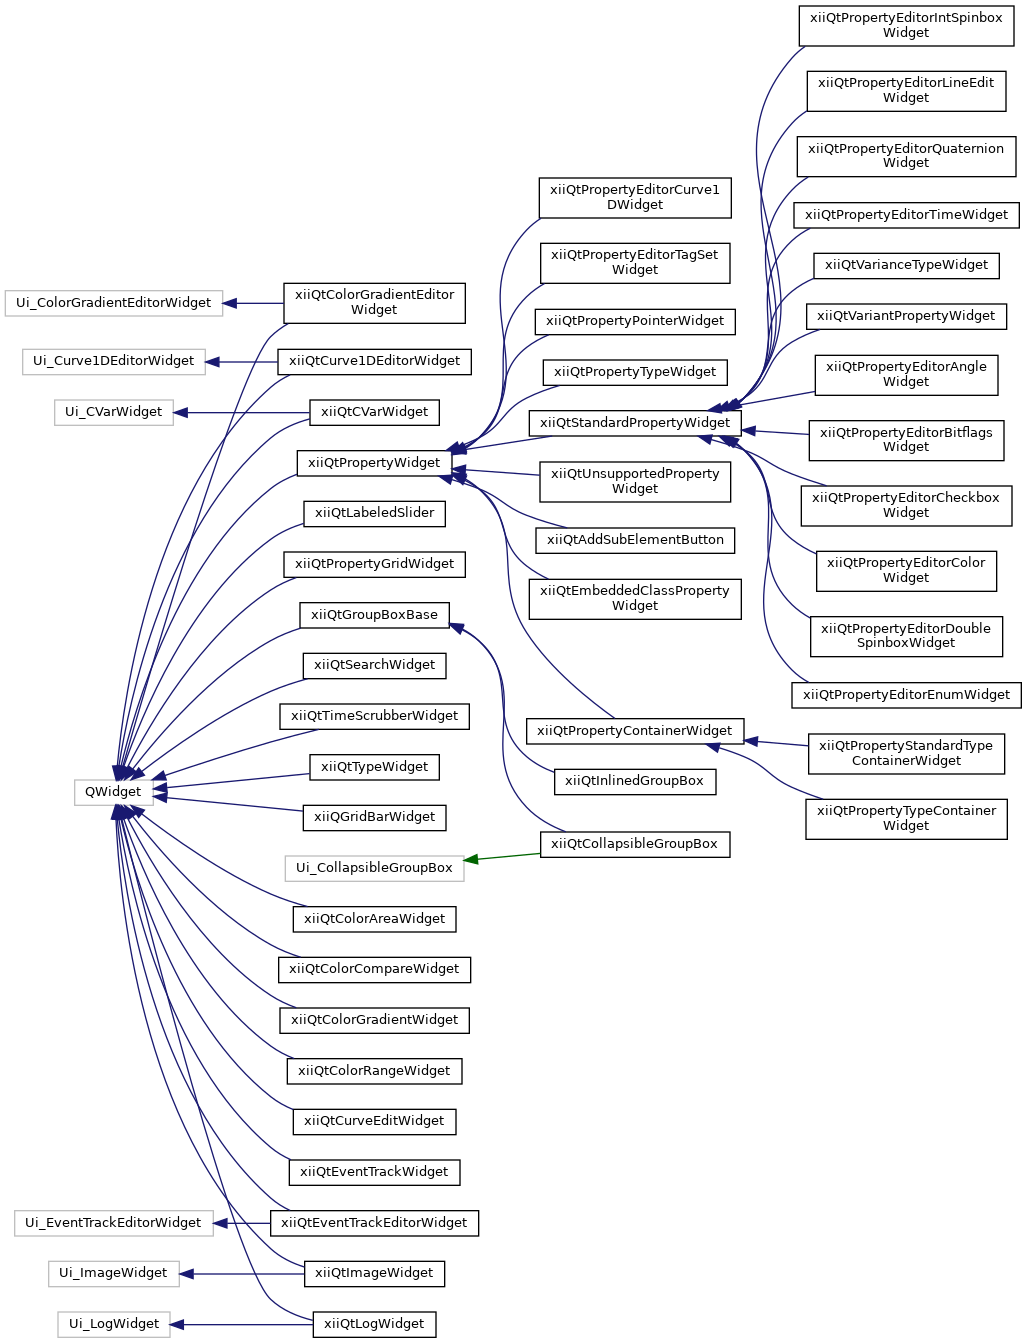 xiiQtPropertyEditorIntSpinbox
Widget
xiiQtPropertyEditorLineEdit
Widget
xiiQtPropertyEditorQuaternion
Widget
xiiQtPropertyEditorTimeWidget
xiiQtVarianceTypeWidget
xiiQtVariantPropertyWidget
xiiQtPropertyEditorAngle
Widget
xiiQtPropertyEditorBitflags
Widget
xiiQtPropertyEditorCheckbox
Widget
xiiQtPropertyEditorColor
Widget
xiiQtPropertyEditorDouble
SpinboxWidget
xiiQtPropertyEditorEnumWidget
xiiQtPropertyStandardType
ContainerWidget
xiiQtPropertyTypeContainer
Widget
xiiQtPropertyEditorCurve1
DWidget
xiiQtPropertyEditorTagSet
Widget
xiiQtPropertyPointerWidget
xiiQtPropertyTypeWidget
xiiQtStandardPropertyWidget
xiiQtUnsupportedProperty
Widget
xiiQtAddSubElementButton
xiiQtEmbeddedClassProperty
Widget
xiiQtPropertyContainerWidget
xiiQtInlinedGroupBox
xiiQtCollapsibleGroupBox
xiiQtColorGradientEditor
Widget
xiiQtCurve1DEditorWidget
xiiQtCVarWidget
xiiQtPropertyWidget
xiiQtLabeledSlider
xiiQtPropertyGridWidget
xiiQtGroupBoxBase
xiiQtSearchWidget
xiiQtTimeScrubberWidget
xiiQtTypeWidget
xiiQGridBarWidget
Ui_CollapsibleGroupBox
xiiQtColorAreaWidget
xiiQtColorCompareWidget
xiiQtColorGradientWidget
xiiQtColorRangeWidget
xiiQtCurveEditWidget
xiiQtEventTrackWidget
xiiQtEventTrackEditorWidget
xiiQtImageWidget
xiiQtLogWidget
Ui_ColorGradientEditorWidget
Ui_Curve1DEditorWidget
Ui_CVarWidget
QWidget
Ui_EventTrackEditorWidget
Ui_ImageWidget
Ui_LogWidget